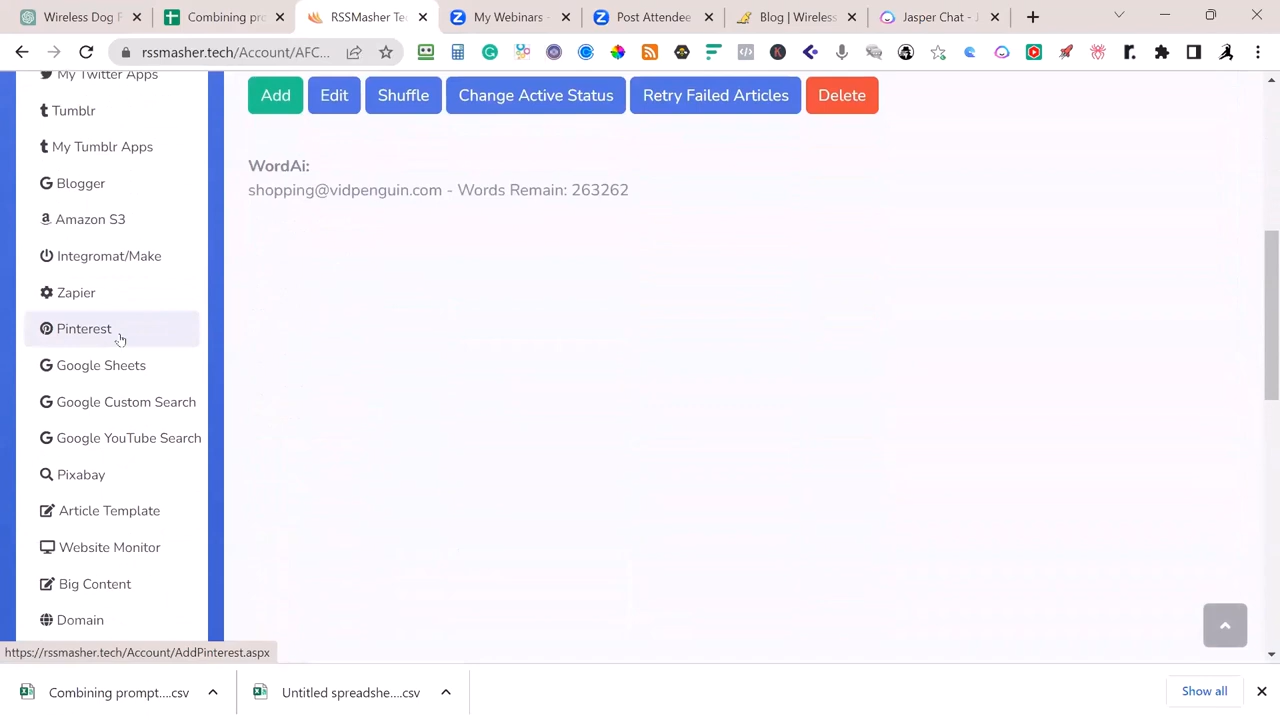 Wireless Dog F
Combining pro
RSSMasher Tec
My Webinars -
Post Attendee
Blog | Wireless
Jasper Chat - J
rssmasher.tech/Account/AFC...
My Twitter Apps
Tumblr
My Tumblr Apps
Blogger
Amazon S3
Integromat/Make
Zapier
Pinterest
Google Sheets
Google Custom Search
Google YouTube Search
Pixabay
Article Template
Website Monitor
Big Content
Domain
Add Edit Shuffle Change Active Status Retry Failed Articles Delete
WordAi:
shopping@vidpenguin.com - Words Remain: 263262
https://rssmasher.tech/Account/AddPinterest.aspx
Combining prompt....csv
Untitled spreadshe....csv
Show all